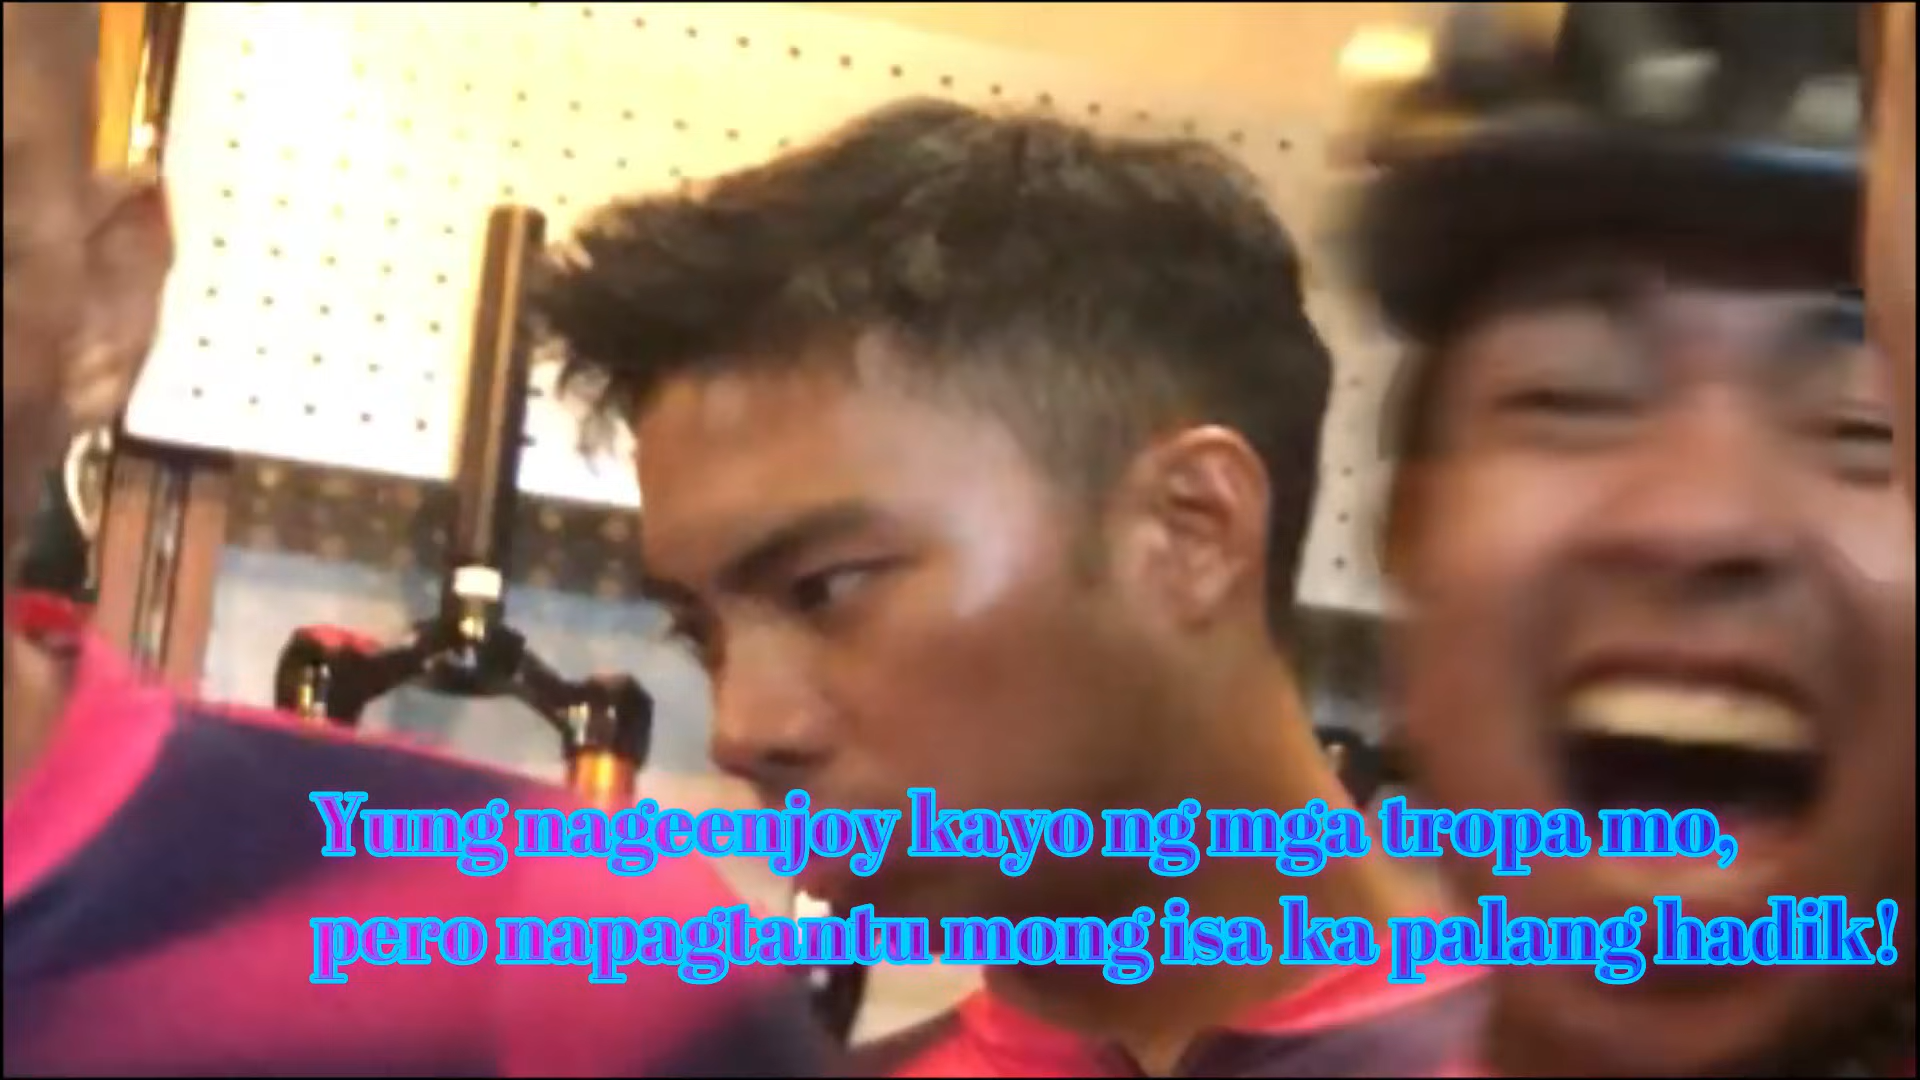 Yung nageenjoy kayo ng mga tropa mo,
pero napagtantu mong isa ka palang hadik!